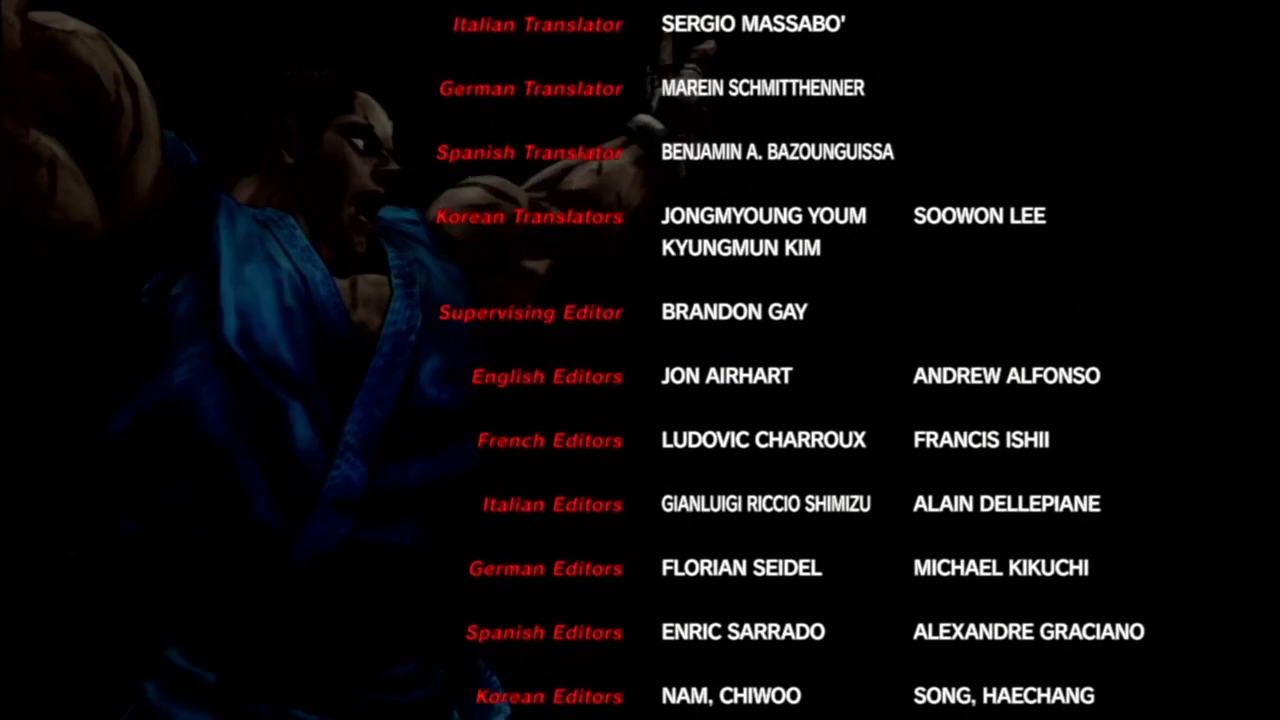 Italian Translator SERGIO MASSABO'
German Translator MAREIN SCHMITTHENNER
Spanish Translator BENJAMIN A. BAZOUNGUISSA
Korean Translators JONGMYOUNG YOUM SOOWON LEE
KYUNGMUN KIM
Supervising Editor BRANDON GAY
English Editors JON AIRHART ANDREW ALFONSO
French Editors LUDOVIC CHARROUX FRANCIS ISHII
Italian Editors GIANLUIGI RICCIO SHIMIZU ALAIN DELLEPIANE
German Editors FLORIAN SEIDEL MICHAEL KIKUCHI
Spanish Editors ENRIC SARRADO ALEXANDRE GRACIANO
Korean Editors NAM, CHIWOO SONG, HAECHANG